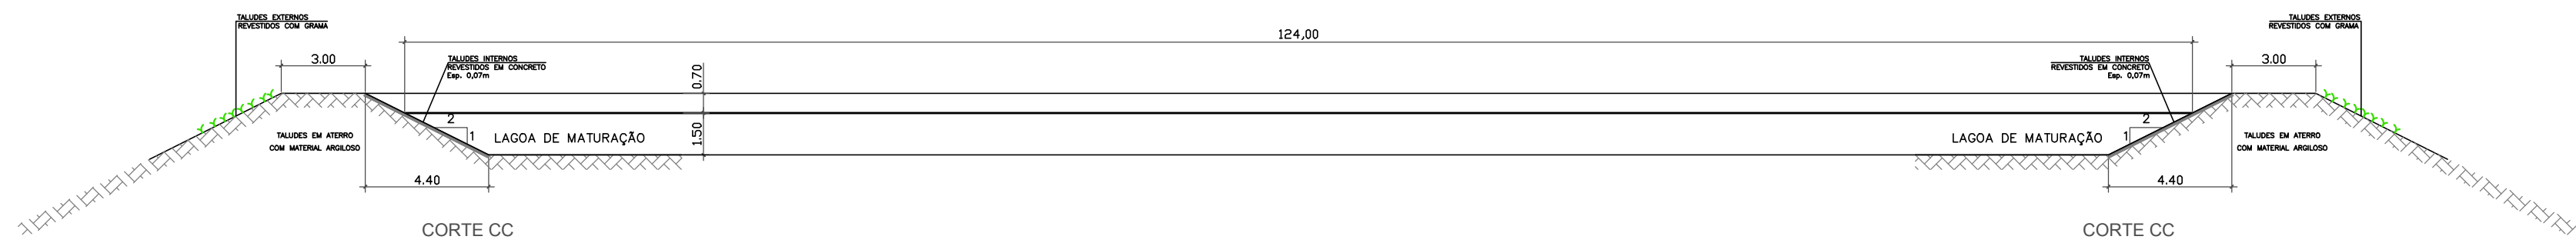 TALUDES EXTERNOS
REVESTIDOS COM GRAMA
TALUDES EXTERNOS
REVESTIDOS COM GRAMA
124,00
3.00
TALUDES INTERNOS
REVESTIDOS EM CONCRETO
Esp. 0,07m
0.70
TALUDES INTERNOS
REVESTIDOS EM CONCRETO
Esp. 0,07m
3.00
2
1
TALUDES EM ATERRO
COM MATERIAL ARGILOSO
LAGOA DE MATURAÇÃO
1.50
LAGOA DE MATURAÇÃO
2
1
TALUDES EM ATERRO
COM MATERIAL ARGILOSO
4.40
4.40
CORTE CC
CORTE CC